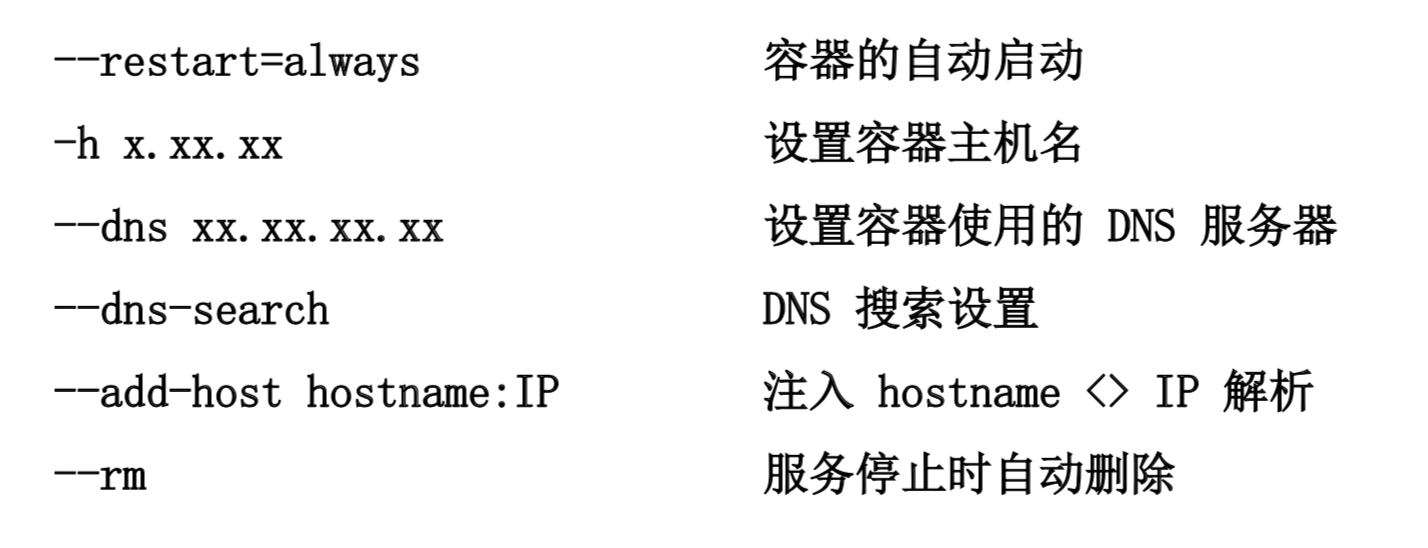 --restart=always 容器的自动启动
-h x.xx.xx 设置容器主机名
--dns xx.xx.xx.xx 设置容器使用的 DNS 服务器
--dns-search DNS 搜索设置
--add-host hostname:IP 注入 hostname <> IP 解析
--rm 服务停止时自动删除